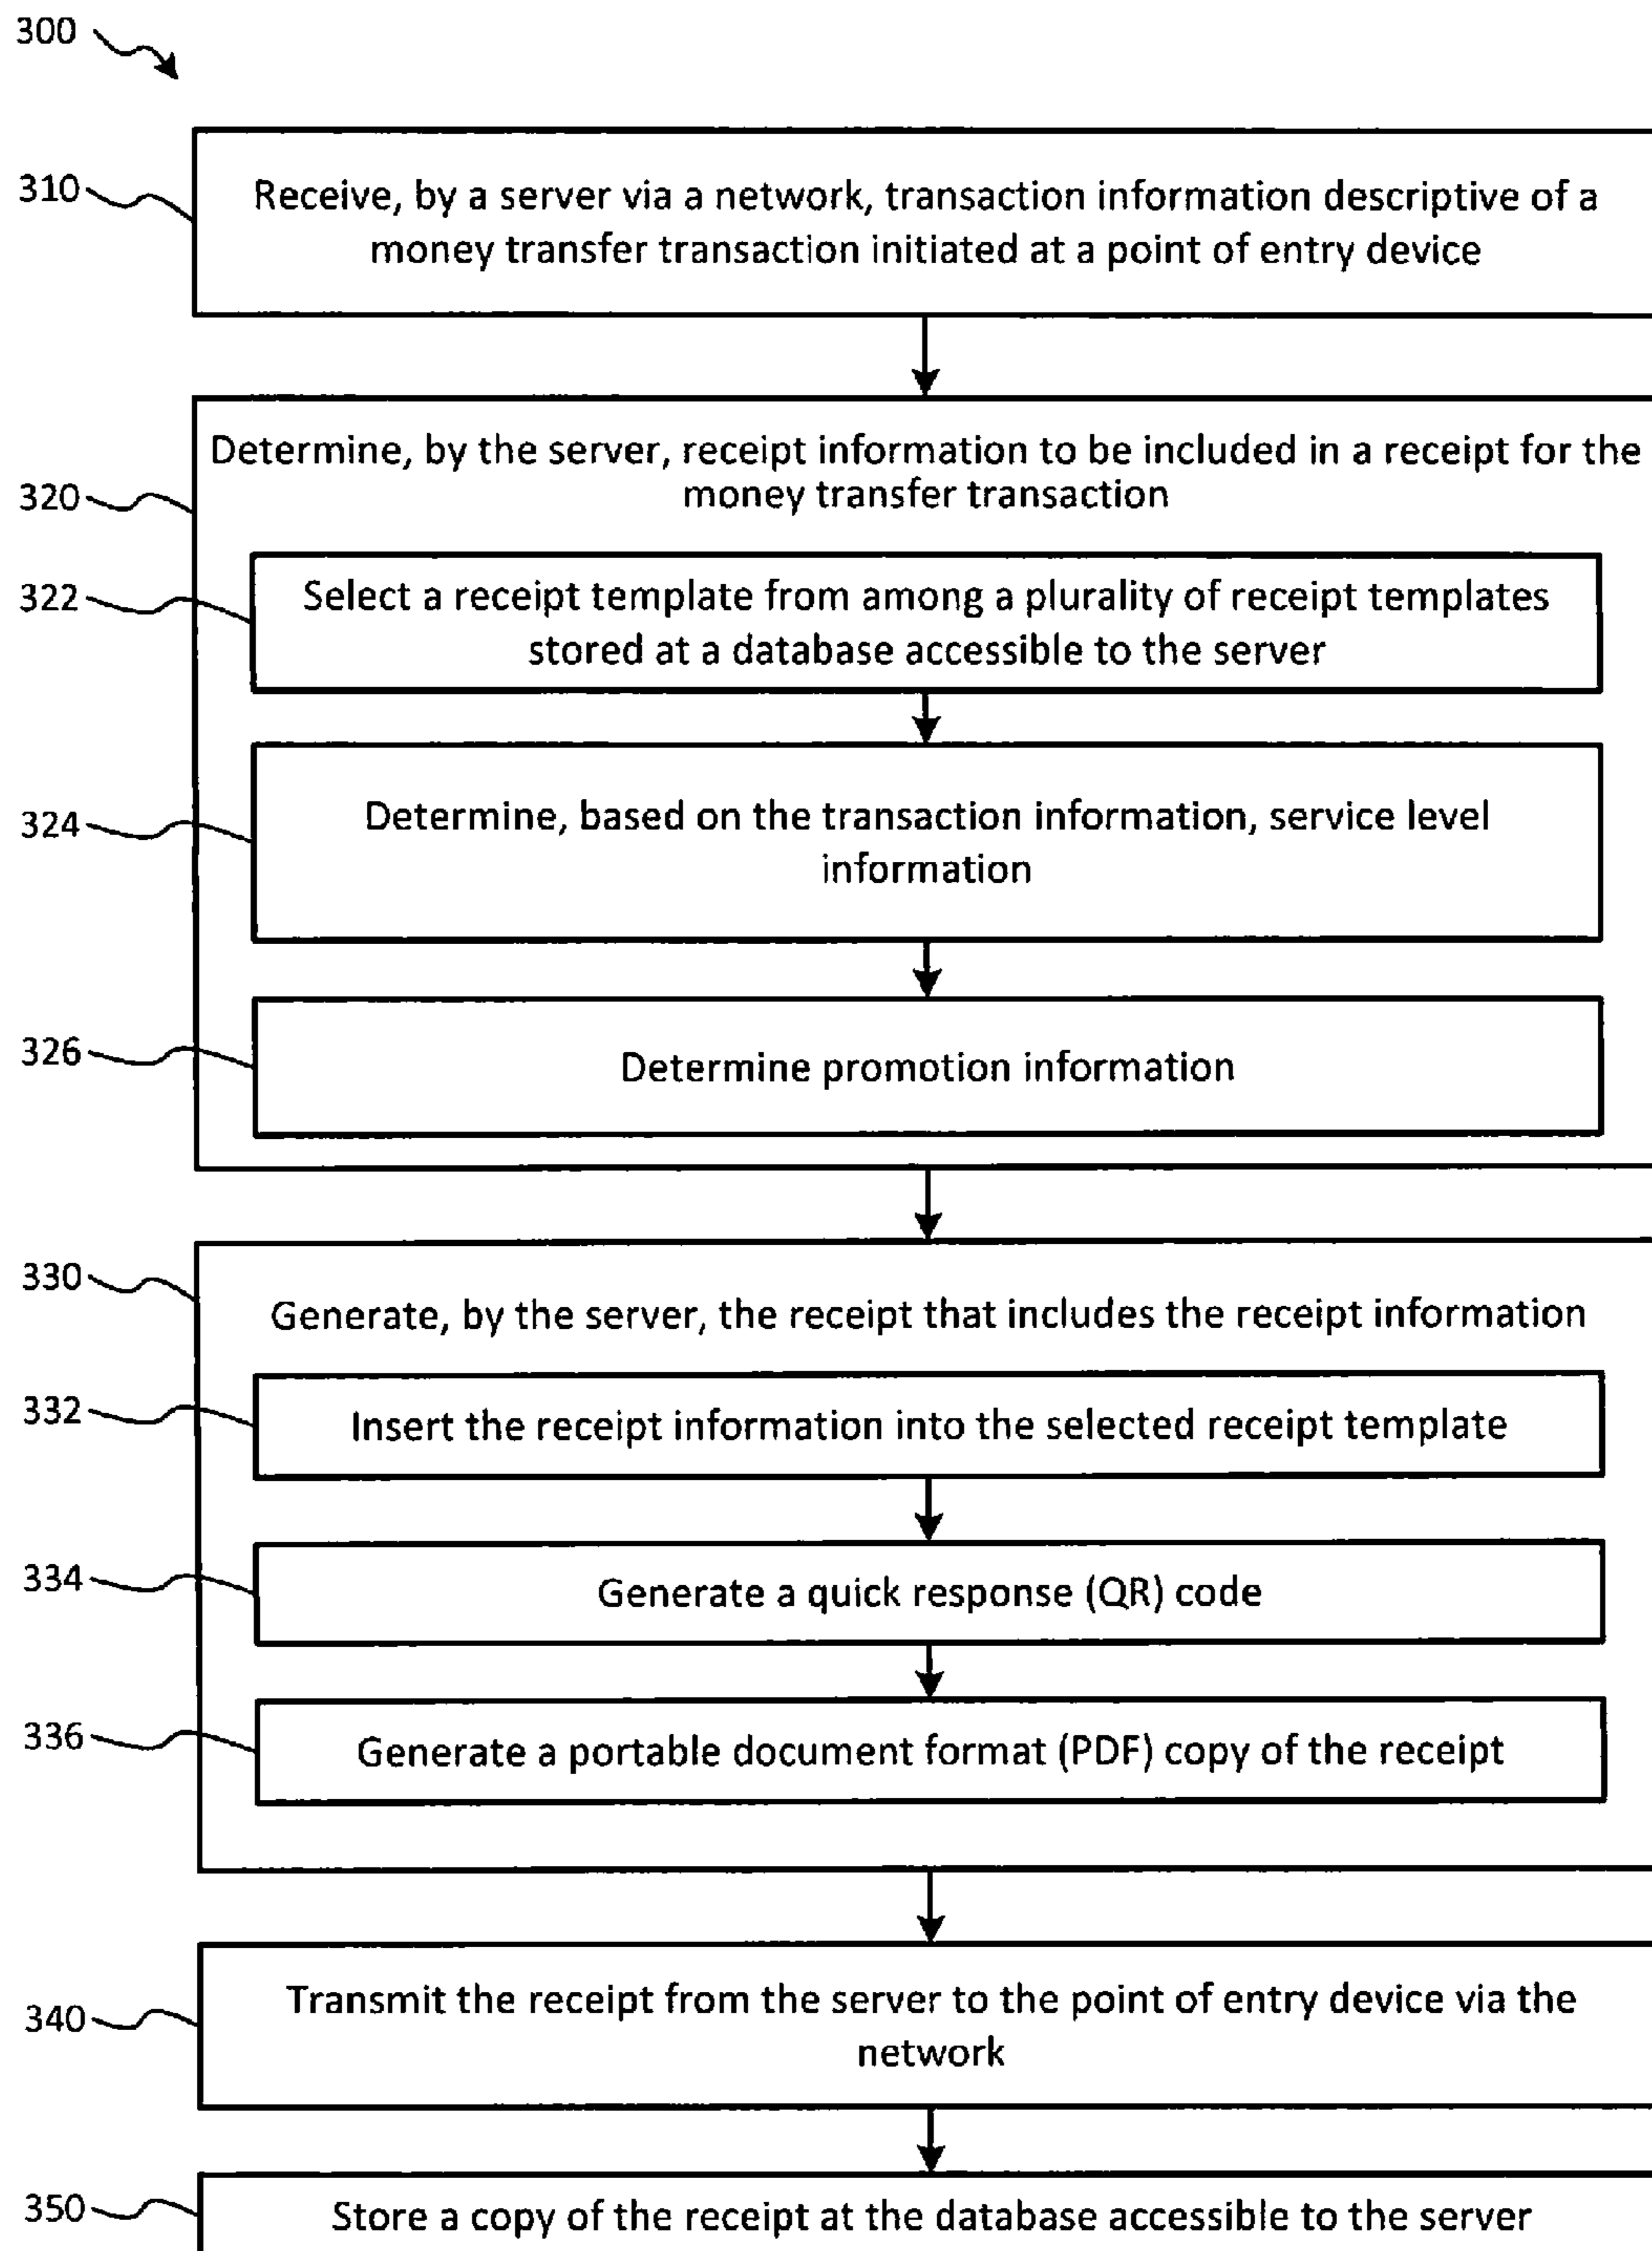 300
310
Receive, by a server via a network, transaction information descriptive of a
money transfer transaction initiated at a point of entry device
320
Determine, by the server, receipt information to be included in a receipt for the
money transfer transaction
322
Select a receipt template from among a plurality of receipt templates
stored at a database accessible to the server
324
Determine, based on the transaction information, service level
information
326
Determine promotion information
330
Generate, by the server, the receipt that includes the receipt information
332
Insert the receipt information into the selected receipt template
334
Generate a quick response (QR) code
336
Generate a portable document format (PDF) copy of the receipt
340
Transmit the receipt from the server to the point of entry device via the
network
350
Store a copy of the receipt at the database accessible to the server